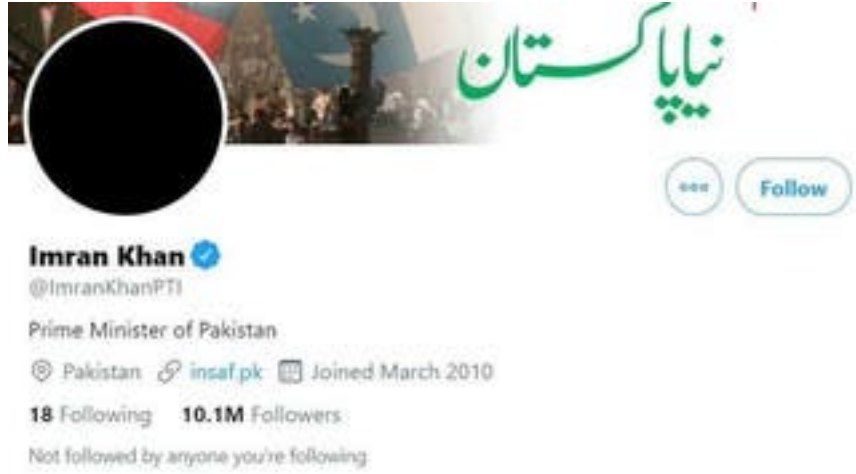 نیا پاکستان
Follow
Imran Khan
@ImranKhanPTI
Prime Minister of Pakistan
Pakistan insaf.pk Joined March 2010
18 Following 10.1M Followers
Not followed by anyone you're following